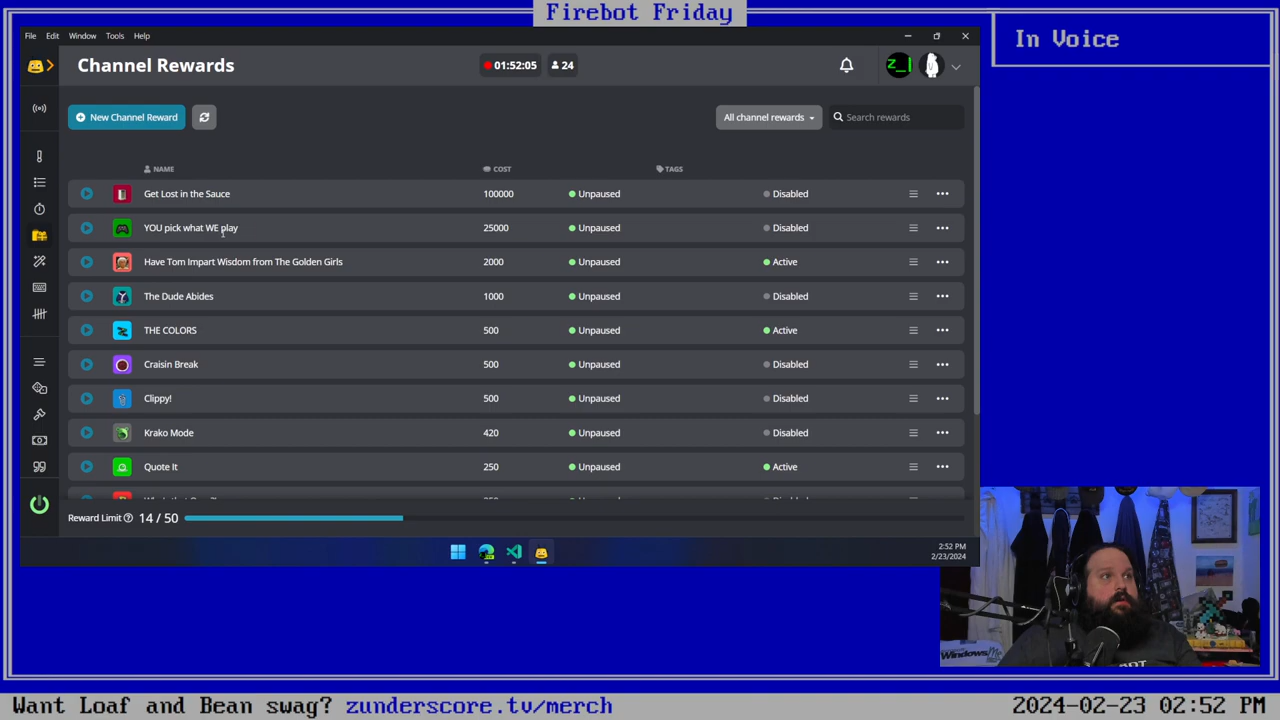 Firebot Friday
In Voice
File Edit Window Tools Help
Channel Rewards
01:52:05
24
z_
New Channel Reward
All channel rewards
Search rewards
NAME COST TAGS
Get Lost in the Sauce 100000 Unpaused Disabled
YOU pick what WE play 25000 Unpaused Disabled
Have Tom Impart Wisdom from The Golden Girls 2000 Unpaused Active
The Dude Abides 1000 Unpaused Disabled
THE COLORS 500 Unpaused Active
Craisin Break 500 Unpaused Disabled
Clippy! 500 Unpaused Disabled
Krako Mode 420 Unpaused Disabled
Quote It 250 Unpaused Active
Reward Limit 14 / 50
2:52 PM
2/23/2024
Windows
Want Loaf and Bean swag? zunderscore.tv/merch
2024-02-23 02:52 PM